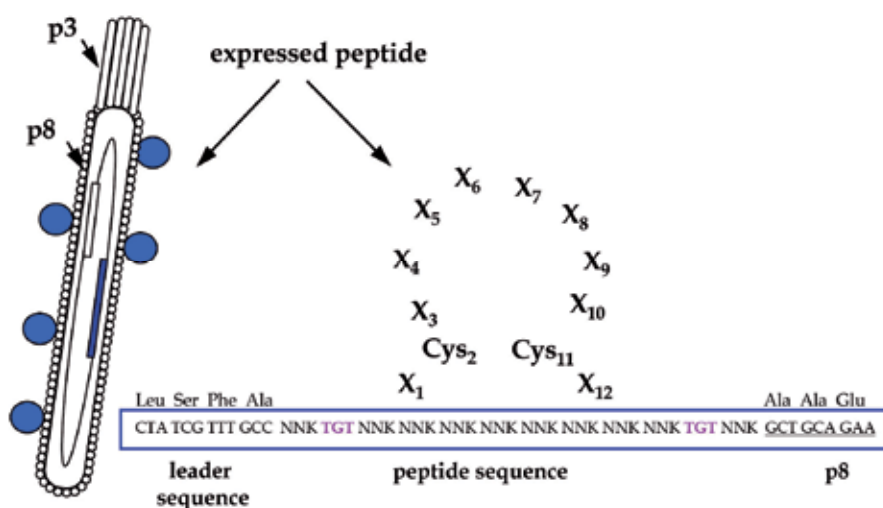 p3
expressed peptide
p8
X6
X7
X5
X8
X4
X9
X3
X10
Cys2 Cys11
X1
X12
Leu Ser Phe Ala
Ala Ala Glu
CTA TCG TTT GCC NNK TGT NNK NNK NNK NNK NNK NNK NNK NNK TGT NNK GCT GCA GAA
leader
sequence
peptide sequence
p8